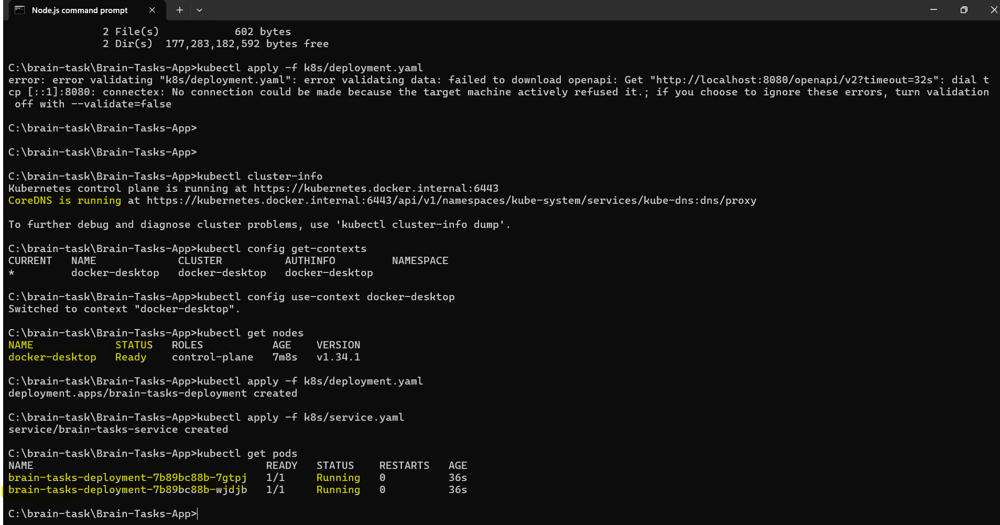 Node.js command prompt
2 File(s)            602 bytes
2 Dir(s)  177,283,182,592 bytes free
C:\brain-task\Brain-Tasks-App>kubectl apply -f k8s/deployment.yaml
error: error validating "k8s/deployment.yaml": error validating data: failed to download openapi: Get "http://localhost:8080/openapi/v2?timeout=32s": dial t
cp [::1]:8080: connectex: No connection could be made because the target machine actively refused it.; if you choose to ignore these errors, turn validation
off with --validate=false
C:\brain-task\Brain-Tasks-App>
C:\brain-task\Brain-Tasks-App>
C:\brain-task\Brain-Tasks-App>kubectl cluster-info
Kubernetes control plane is running at https://kubernetes.docker.internal:6443
CoreDNS is running at https://kubernetes.docker.internal:6443/api/v1/namespaces/kube-system/services/kube-dns:dns/proxy
To further debug and diagnose cluster problems, use 'kubectl cluster-info dump'.
C:\brain-task\Brain-Tasks-App>kubectl config get-contexts
CURRENT   NAME             CLUSTER          AUTHINFO         NAMESPACE
*         docker-desktop   docker-desktop   docker-desktop
C:\brain-task\Brain-Tasks-App>kubectl config use-context docker-desktop
Switched to context "docker-desktop".
C:\brain-task\Brain-Tasks-App>kubectl get nodes
NAME             STATUS   ROLES           AGE    VERSION
docker-desktop   Ready    control-plane   7m8s   v1.34.1
C:\brain-task\Brain-Tasks-App>kubectl apply -f k8s/deployment.yaml
deployment.apps/brain-tasks-deployment created
C:\brain-task\Brain-Tasks-App>kubectl apply -f k8s/service.yaml
service/brain-tasks-service created
C:\brain-task\Brain-Tasks-App>kubectl get pods
NAME                                     READY   STATUS    RESTARTS   AGE
brain-tasks-deployment-7b89bc88b-7gtpj   1/1     Running   0          36s
brain-tasks-deployment-7b89bc88b-wjdjb   1/1     Running   0          36s
C:\brain-task\Brain-Tasks-App>